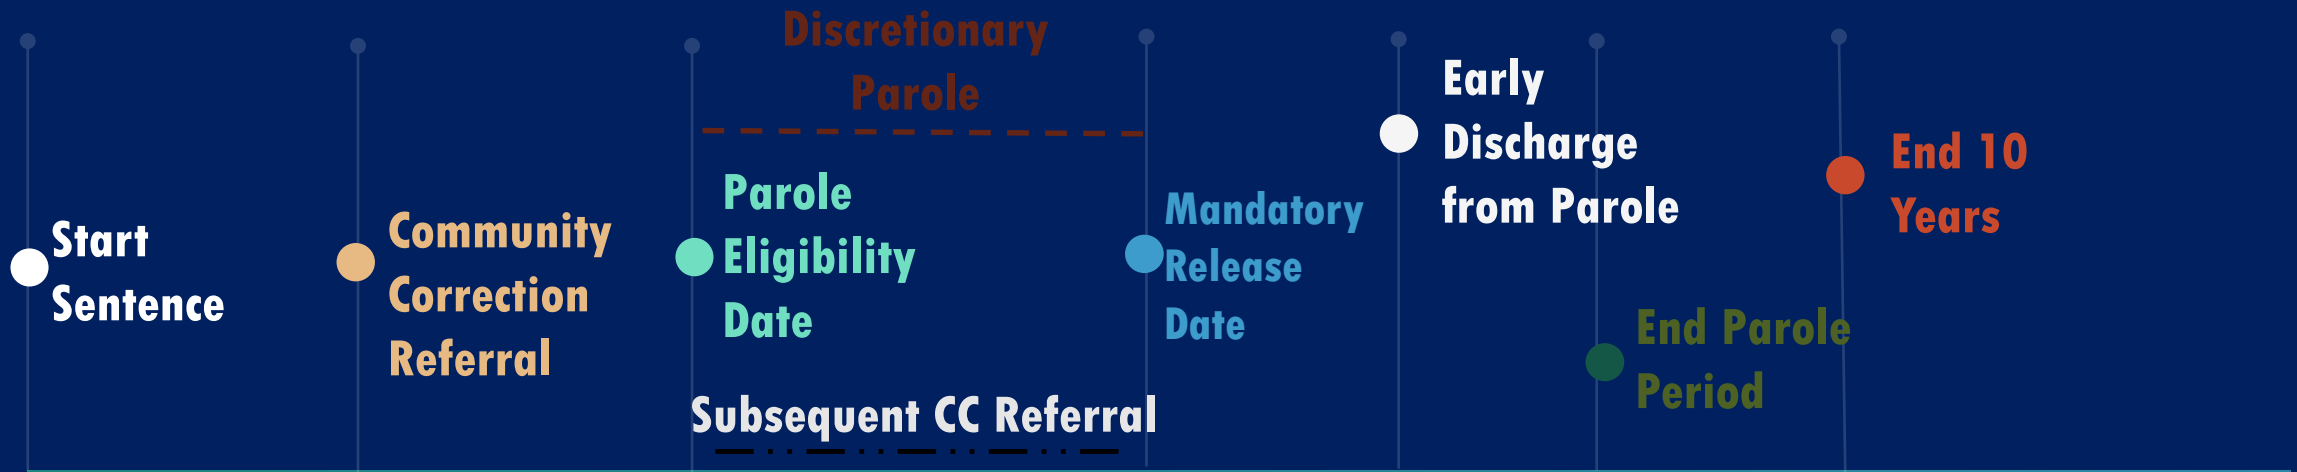 Start
Sentence
Community
Correction
Referral
Discretionary
Parole
Parole
Eligibility
Date
Subsequent CC Referral
Mandatory
Release
Date
Early
Discharge
from Parole
End Parole
Period
End 10
Years